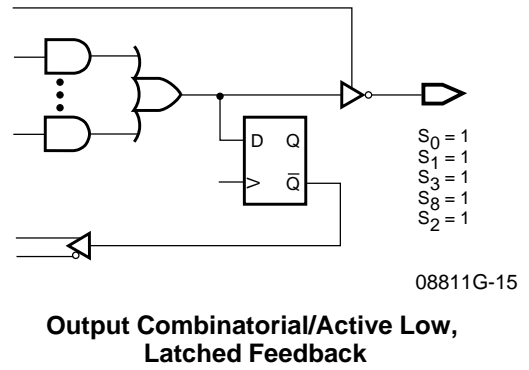 D Q
Q̅
S0 = 1
S1 = 1
S3 = 1
S8 = 1
S2 = 1
08811G-15
Output Combinatorial/Active Low,
Latched Feedback